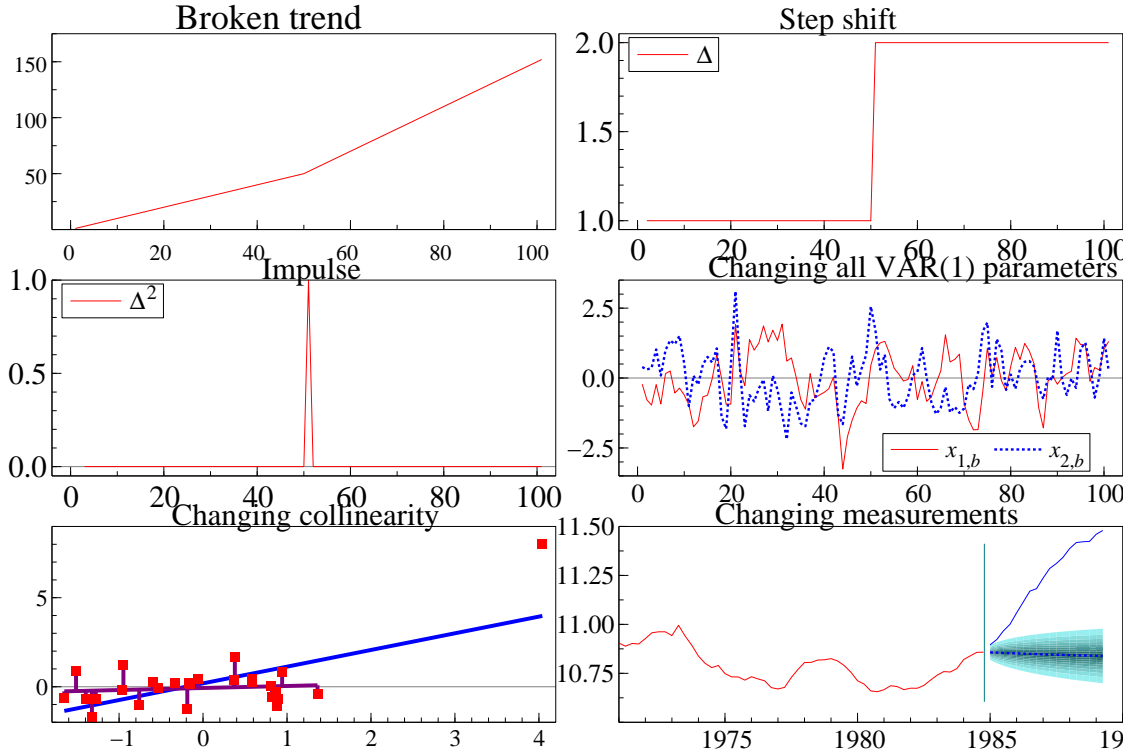 Broken trend
150
100
50
0 20 40 60 80 100
Step shift
Δ
2.0
1.5
1.0
0 20 40 60 80 100
Impulse
Δ²
1.0
0.5
0.0
0 20 40 60 80 100
Changing all VAR(1) parameters
2.5
0.0
−2.5
x1,b x2,b
0 20 40 60 80 100
Changing collinearity
5
0
−1 0 1 2 3 4
Changing measurements
11.50
11.25
11.00
10.75
1975 1980 1985 19